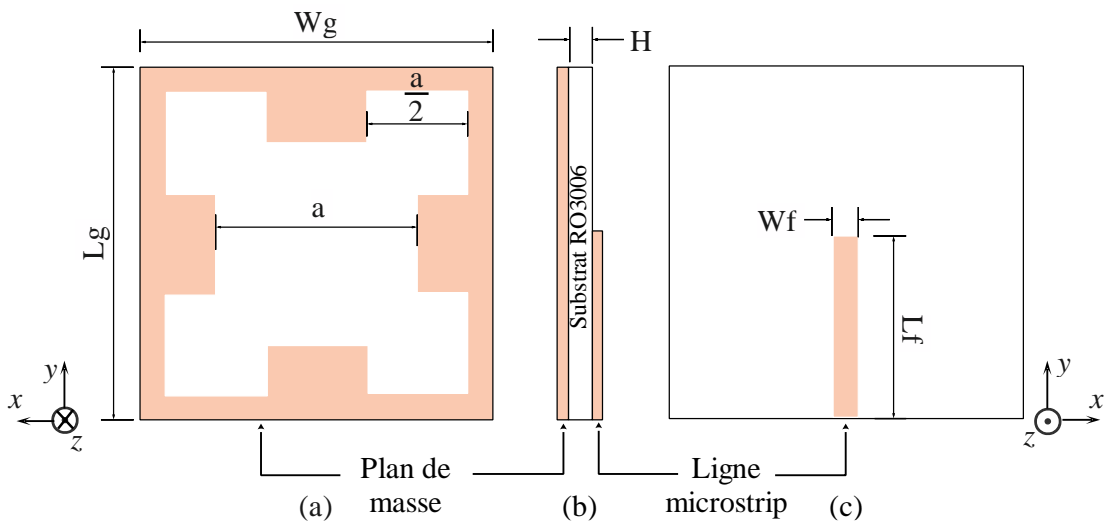 Wg
H
a
2
a
Lg
Substrat RO3006
Wf
Lf
y
x
z
y
x
z
Plan de
masse
Ligne
microstrip
(a)
(b)
(c)